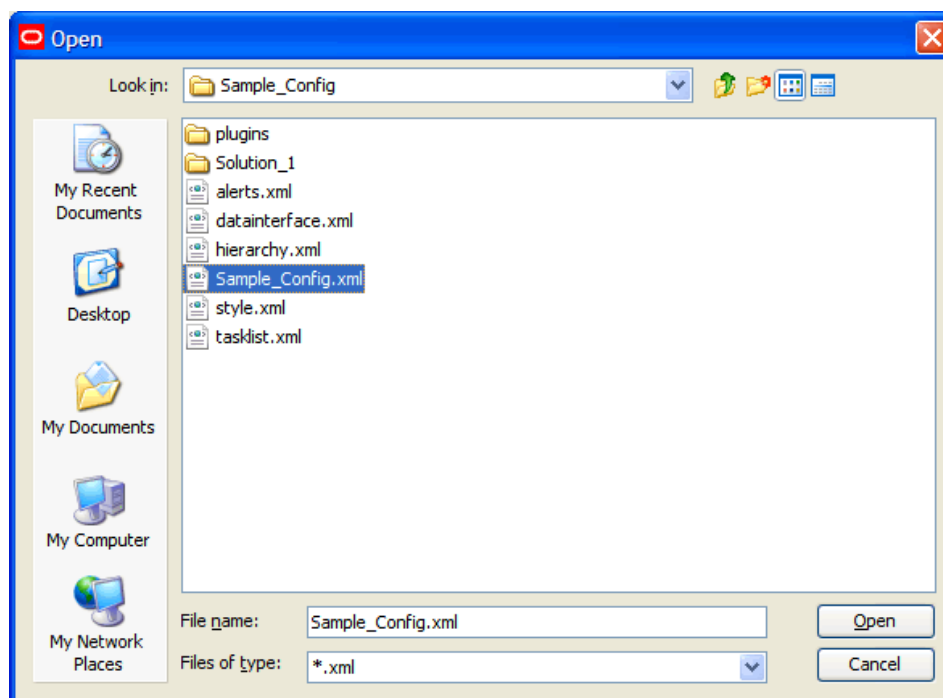 Open
Look in: Sample_Config
My Recent
Documents
Desktop
My Documents
My Computer
My Network
Places
plugins
Solution_1
alerts.xml
datainterface.xml
hierarchy.xml
Sample_Config.xml
style.xml
tasklist.xml
File name: Sample_Config.xml Open
Files of type: *.xml Cancel